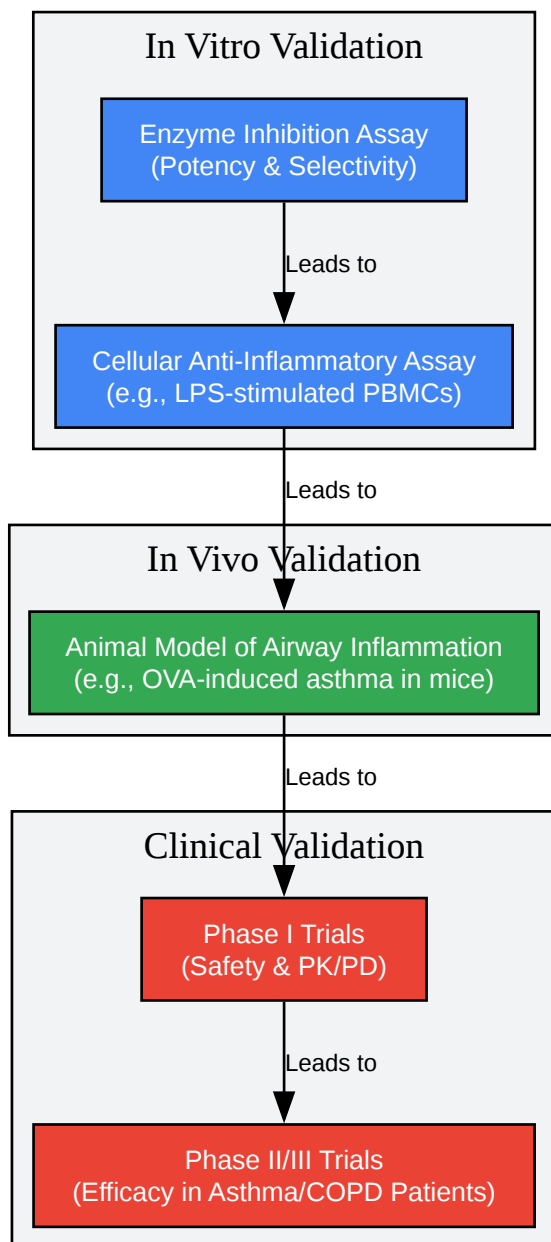 In Vitro Validation
Enzyme Inhibition Assay
(Potency & Selectivity)
Leads to
Cellular Anti-Inflammatory Assay
(e.g., LPS-stimulated PBMCs)
Leads to
In Vivo Validation
Animal Model of Airway Inflammation
(e.g., OVA-induced asthma in mice)
Leads to
Clinical Validation
Phase I Trials
(Safety & PK/PD)
Leads to
Phase II/III Trials
(Efficacy in Asthma/COPD Patients)